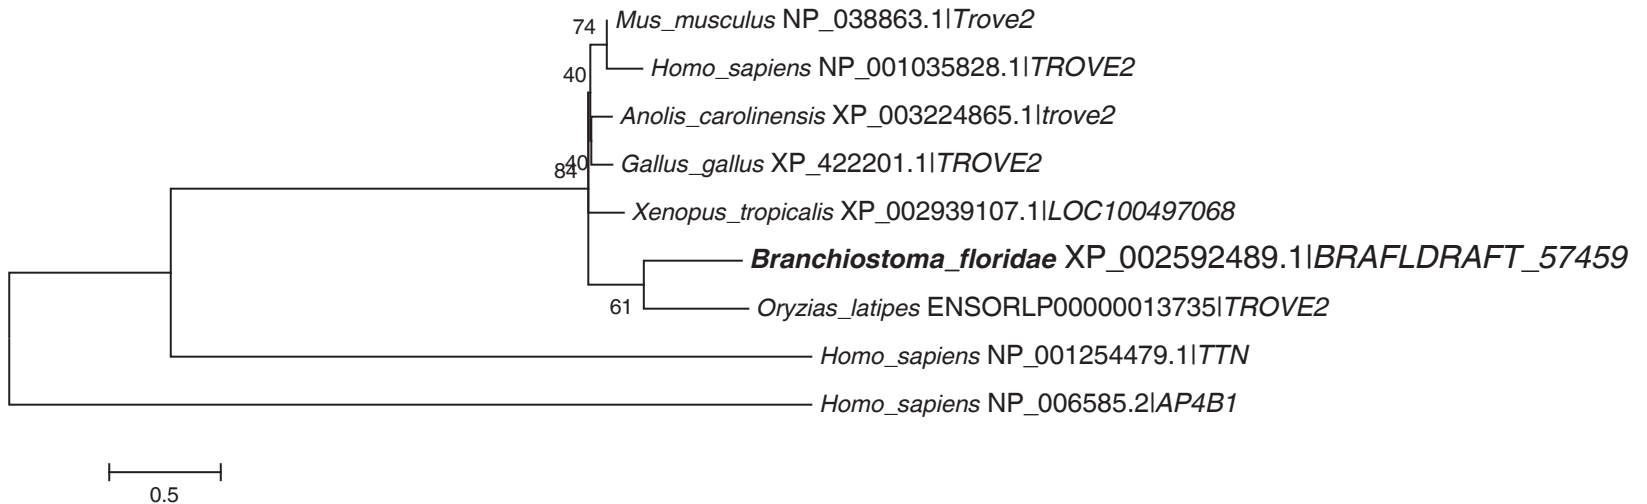 74
Mus_musculus NP_038863.1|Trove2
Homo_sapiens NP_001035828.1|TROVE2
40
Anolis_carolinensis XP_003224865.1|trove2
40
Gallus_gallus XP_422201.1|TROVE2
84
Xenopus_tropicalis XP_002939107.1|LOC100497068
Branchiostoma_floridae XP_002592489.1|BRAFLDRAFT_57459
61
Oryzias_latipes ENSORLP00000013735|TROVE2
Homo_sapiens NP_001254479.1|TTN
Homo_sapiens NP_006585.2|AP4B1
0.5